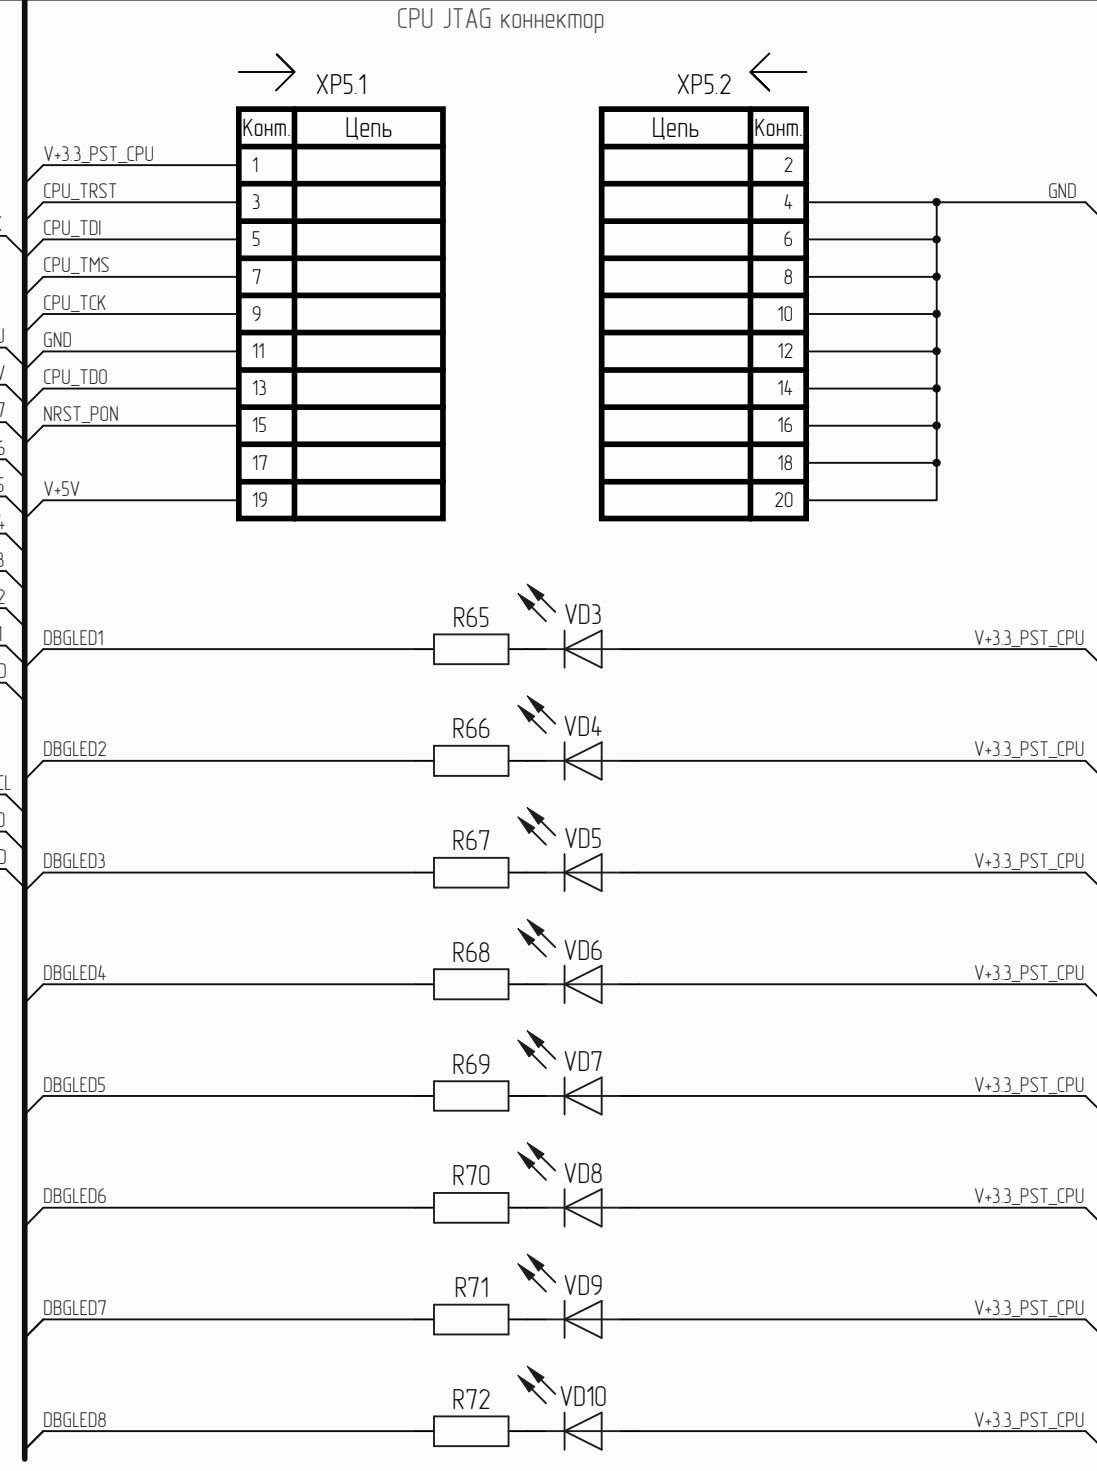 CPU JTAG коннектор
XP5.1
XP5.2
Конт. Цепь
Цепь Конт.
V+3.3_PST_CPU 1
CPU_TRST 3
CPU_TDI 5
CPU_TMS 7
CPU_TCK 9
GND 11
CPU_TDO 13
NRST_PON 15
17
V+5V 19
2
4 GND
6
8
10
12
14
16
18
20
DBGLED1 R65 VD3 V+3.3_PST_CPU
DBGLED2 R66 VD4 V+3.3_PST_CPU
DBGLED3 R67 VD5 V+3.3_PST_CPU
DBGLED4 R68 VD6 V+3.3_PST_CPU
DBGLED5 R69 VD7 V+3.3_PST_CPU
DBGLED6 R70 VD8 V+3.3_PST_CPU
DBGLED7 R71 VD9 V+3.3_PST_CPU
DBGLED8 R72 VD10 V+3.3_PST_CPU